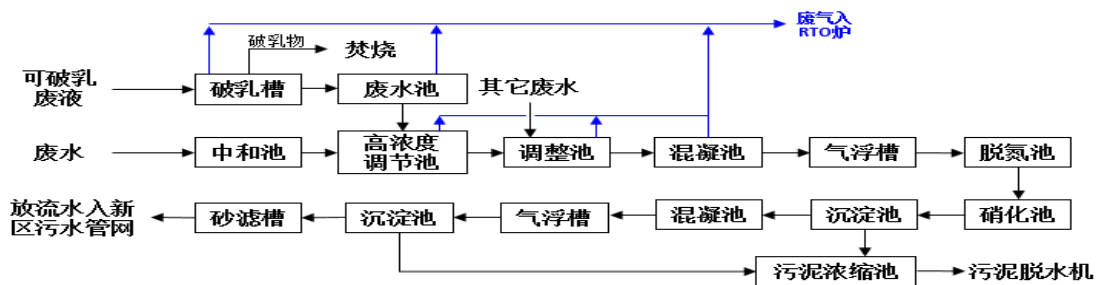 废气入
RTO炉
破乳物
焚烧
可破乳
废液
破乳槽
废水池
其它废水
废水
中和池
高浓度
调节池
调整池
混凝池
气浮槽
脱氮池
放流水入新
区污水管网
砂滤槽
沉淀池
气浮槽
混凝池
沉淀池
硝化池
污泥浓缩池
污泥脱水机